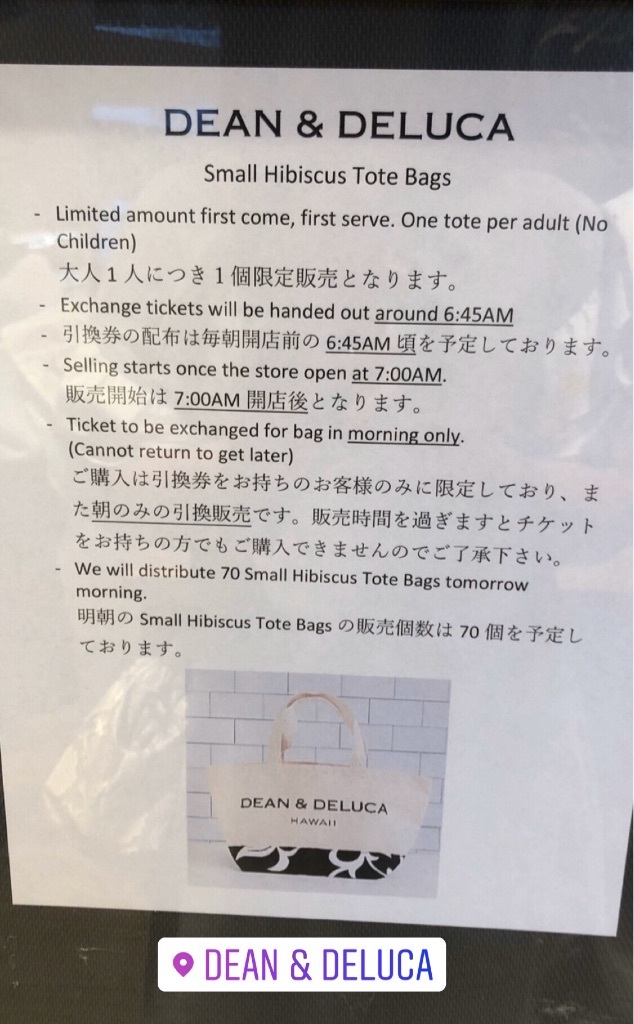 DEAN & DELUCA
Small Hibiscus Tote Bags
- Limited amount first come, first serve. One tote per adult (No
Children)
大人１人につき１個限定販売となります。
- Exchange tickets will be handed out around 6:45AM
- 引換券の配布は毎朝開店前の 6:45AM 頃を予定しております。
- Selling starts once the store open at 7:00AM.
販売開始は 7:00AM 開店後となります。
- Ticket to be exchanged for bag in morning only.
(Cannot return to get later)
ご購入は引換券をお持ちのお客様のみに限定しており、ま
た朝のみの引換販売です。販売時間を過ぎますとチケット
をお持ちの方でもご購入できませんのでご了承下さい。
- We will distribute 70 Small Hibiscus Tote Bags tomorrow
morning.
明朝の Small Hibiscus Tote Bags の販売個数は 70 個を予定し
ております。
DEAN & DELUCA
HAWAII
DEAN & DELUCA